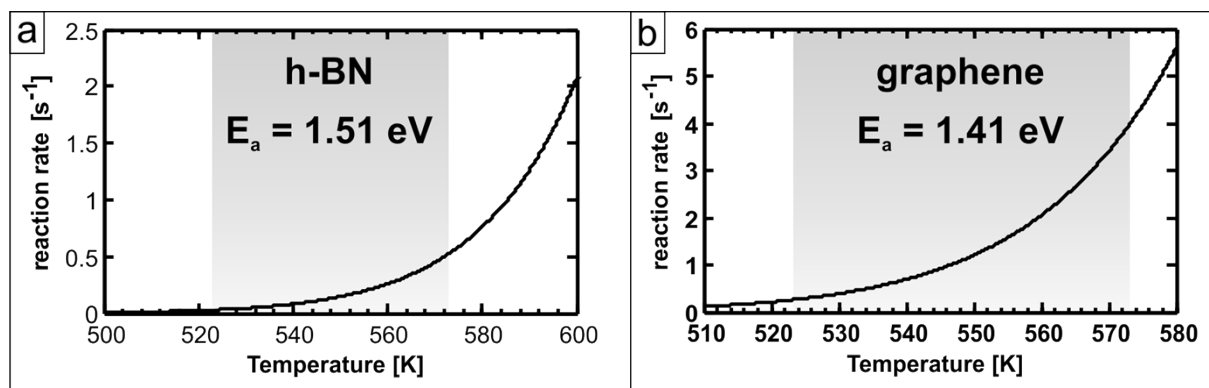 a
h-BN
Eₐ = 1.51 eV
reaction rate [s⁻¹]
2.5
2
1.5
1
0.5
0
500 520 540 560 580 600
Temperature [K]
b
graphene
Eₐ = 1.41 eV
reaction rate [s⁻¹]
6
5
4
3
2
1
0
510 520 530 540 550 560 570 580
Temperature [K]